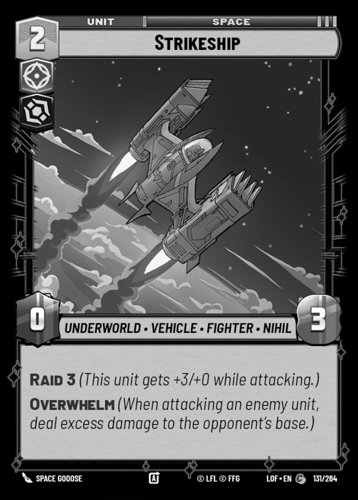 UNIT
SPACE
2
STRIKESHIP
0
UNDERWORLD • VEHICLE • FIGHTER • NIHIL
3
RAID 3 (This unit gets +3/+0 while attacking.)
OVERWHELM (When attacking an enemy unit,
deal excess damage to the opponent's base.)
SPACE GOOOSE
A
© LFL © FFG
LOF • EN
C
131/264